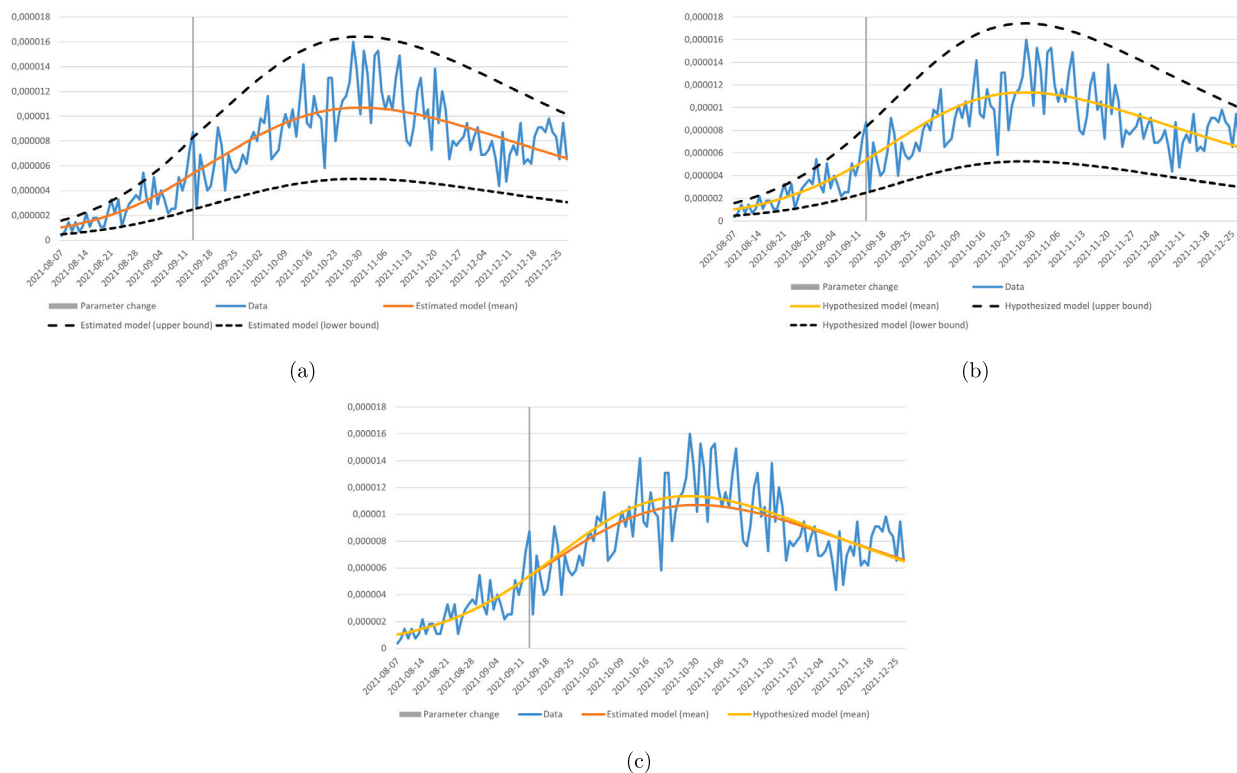 0,000018
0,000016
0,000014
0,000012
0,00001
0,000008
0,000006
0,000004
0,000002
0
2021-08-07 2021-08-14 2021-08-21 2021-08-28 2021-09-04 2021-09-11 2021-09-18 2021-09-25 2021-10-02 2021-10-09 2021-10-16 2021-10-23 2021-10-30 2021-11-06 2021-11-13 2021-11-20 2021-11-27 2021-12-04 2021-12-11 2021-12-18 2021-12-25
Parameter change Data Estimated model (mean)
Estimated model (upper bound) Estimated model (lower bound)
(a)
0,000018
0,000016
0,000014
0,000012
0,00001
0,000008
0,000006
0,000004
0,000002
0
2021-08-07 2021-08-14 2021-08-21 2021-08-28 2021-09-04 2021-09-11 2021-09-18 2021-09-25 2021-10-02 2021-10-09 2021-10-16 2021-10-23 2021-10-30 2021-11-06 2021-11-13 2021-11-20 2021-11-27 2021-12-04 2021-12-11 2021-12-18 2021-12-25
Parameter change Data
Hypothesized model (mean) Hypothesized model (upper bound)
Hypothesized model (lower bound)
(b)
0,000018
0,000016
0,000014
0,000012
0,00001
0,000008
0,000006
0,000004
0,000002
0
2021-08-07 2021-08-14 2021-08-21 2021-08-28 2021-09-04 2021-09-11 2021-09-18 2021-09-25 2021-10-02 2021-10-09 2021-10-16 2021-10-23 2021-10-30 2021-11-06 2021-11-13 2021-11-20 2021-11-27 2021-12-04 2021-12-11 2021-12-18 2021-12-25
Parameter change Data Estimated model (mean) Hypothesized model (mean)
(c)